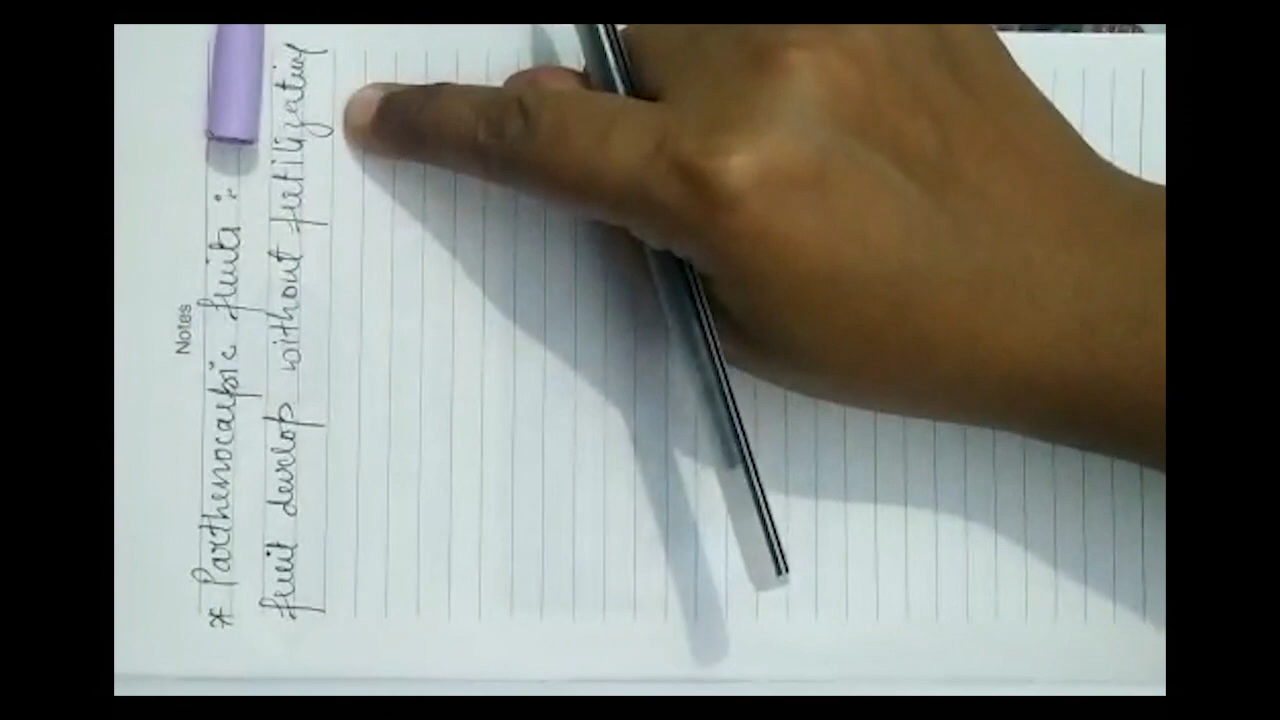 Notes
* Parthenocarpic fruits :-
fruit develop without fertilization